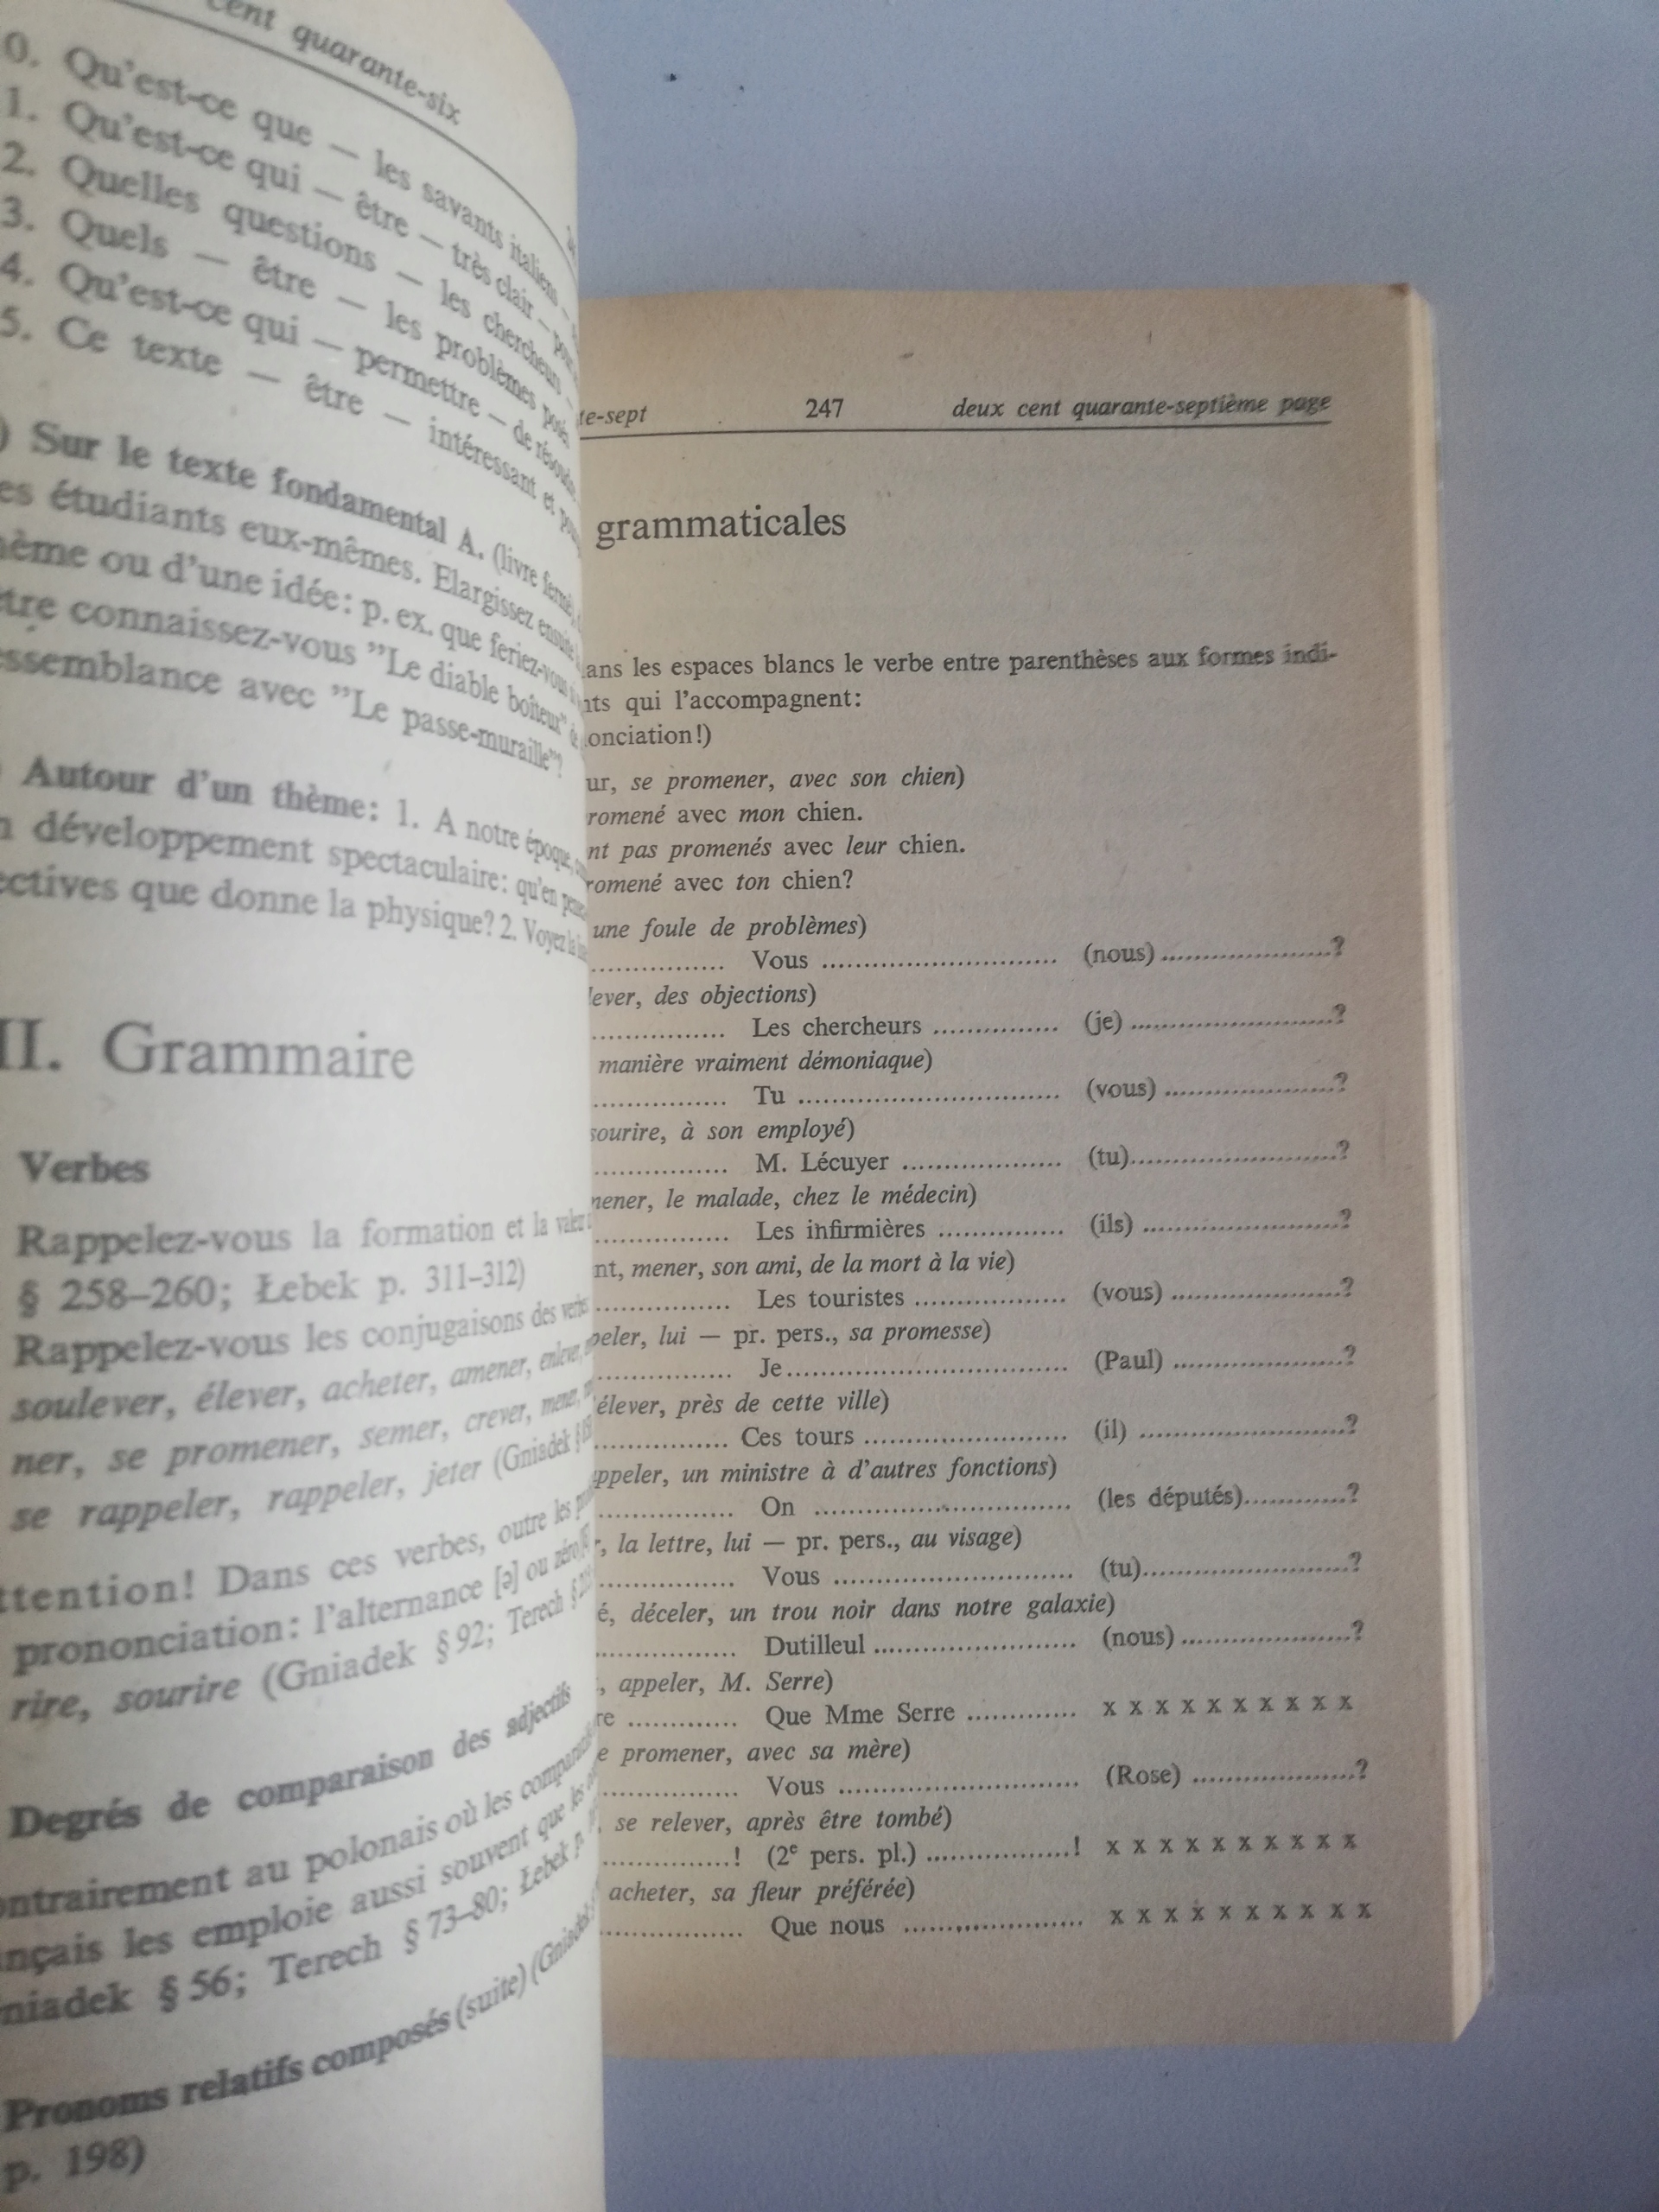 cent quarante-six
0. Qu'est-ce que — les savants italiens —
1. Qu'est-ce qui — être — très clair —
2. Quelles questions — les chercheurs —
3. Quels — être — les problèmes posés
4. Qu'est-ce qui — permettre — de résoudre
5. Ce texte — être — intéressant et
) Sur le texte fondamental A. (livre fermé)
es étudiants eux-mêmes. Elargissez ensuite
ème ou d'une idée: p. ex. que feriez-vous
tre connaissez-vous "Le diable boîteux"
essemblance avec "Le passe-muraille"?
Autour d'un thème: 1. A notre époque,
n développement spectaculaire: qu'en
ectives que donne la physique? 2. Voyez
II. Grammaire
Verbes
Rappelez-vous la formation et la valeur
§ 258–260; Łebek p. 311–312)
Rappelez-vous les conjugaisons des verbes
soulever, élever, acheter, amener, enlever,
ner, se promener, semer, crever, mener,
se rappeler, rappeler, jeter (Gniadek §
ttention! Dans ces verbes, outre les
prononciation: l'alternance [ə] ou zéro
(Gniadek § 92; Terech §
rire, sourire
Degrés de comparaison des adjectifs
ontrairement au polonais où les
nçais les emploie aussi souvent que les
niadek § 56; Terech § 73–80; Łebek p.
Pronoms relatifs composés (suite) (Gniadek
p. 198)
te-sept 247 deux cent quarante-septième page
grammaticales
ans les espaces blancs le verbe entre parenthèses aux formes indi-
nts qui l'accompagnent:
onciation!)
ur, se promener, avec son chien)
romené avec mon chien.
nt pas promenés avec leur chien.
romené avec ton chien?
une foule de problèmes)
................ Vous ............................ (nous) ....................?
lever, des objections)
................ Les chercheurs ............... (je) ........................?
manière vraiment démoniaque)
................ Tu ............................... (vous) ....................?
sourire, à son employé)
................ M. Lécuyer ................... (tu)........................?
mener, le malade, chez le médecin)
................ Les infirmières ............... (ils) .......................?
nt, mener, son ami, de la mort à la vie)
................ Les touristes .................. (vous) ....................?
peler, lui — pr. pers., sa promesse)
................ Je.................................. (Paul) .....................?
élever, près de cette ville)
................ Ces tours ........................ (il) ........................?
appeler, un ministre à d'autres fonctions)
................ On .............................. (les députés)............?
r, la lettre, lui — pr. pers., au visage)
................ Vous ............................ (tu)........................?
é, déceler, un trou noir dans notre galaxie)
................ Dutilleul ........................ (nous) ....................?
, appeler, M. Serre)
re ............. Que Mme Serre ............. x x x x x x x x x x
e promener, avec sa mère)
................ Vous ............................ (Rose) ...................?
, se relever, après être tombé)
...............! (2e pers. pl.) .................! x x x x x x x x x x
acheter, sa fleur préférée)
................ Que nous ..................... x x x x x x x x x x